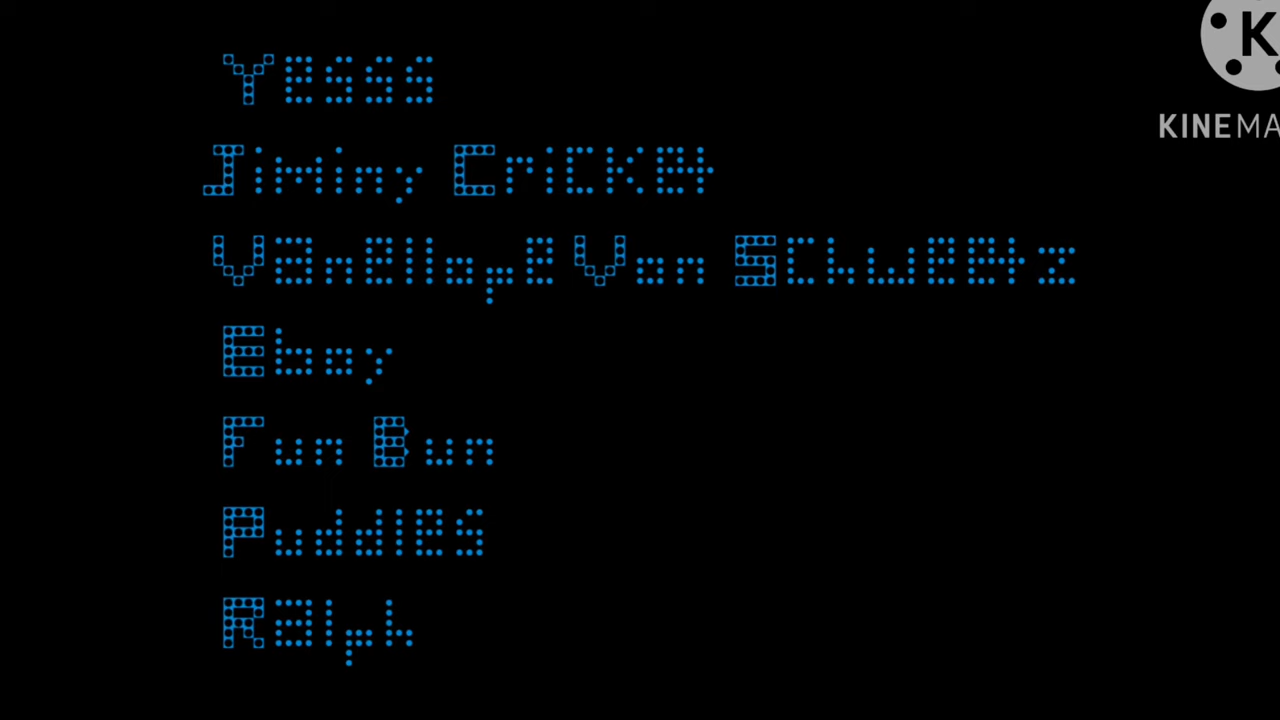 Yesss
K
Jiminy Cricket
KINEMA
Vanellope Von Schweetz
Eboy
Fun Bun
Puddles
Ralph